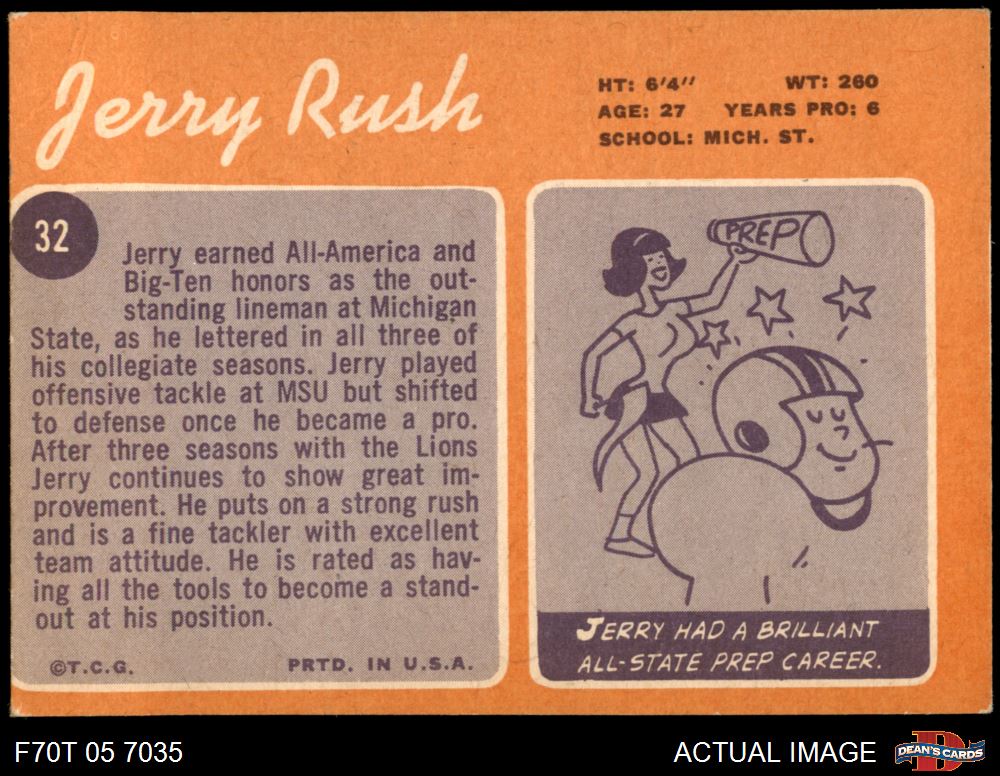 Jerry Rush
HT: 6'4" WT: 260
AGE: 27 YEARS PRO: 6
SCHOOL: MICH. ST.
32
Jerry earned All-America and
Big-Ten honors as the out-
standing lineman at Michigan
State, as he lettered in all three of
his collegiate seasons. Jerry played
offensive tackle at MSU but shifted
to defense once he became a pro.
After three seasons with the Lions
Jerry continues to show great im-
provement. He puts on a strong rush
and is a fine tackler with excellent
team attitude. He is rated as hav-
ing all the tools to become a stand-
out at his position.
©T.C.G. PRTD. IN U.S.A.
PREP
JERRY HAD A BRILLIANT
ALL-STATE PREP CAREER.
F70T 05 7035
ACTUAL IMAGE
DEAN'S CARDS